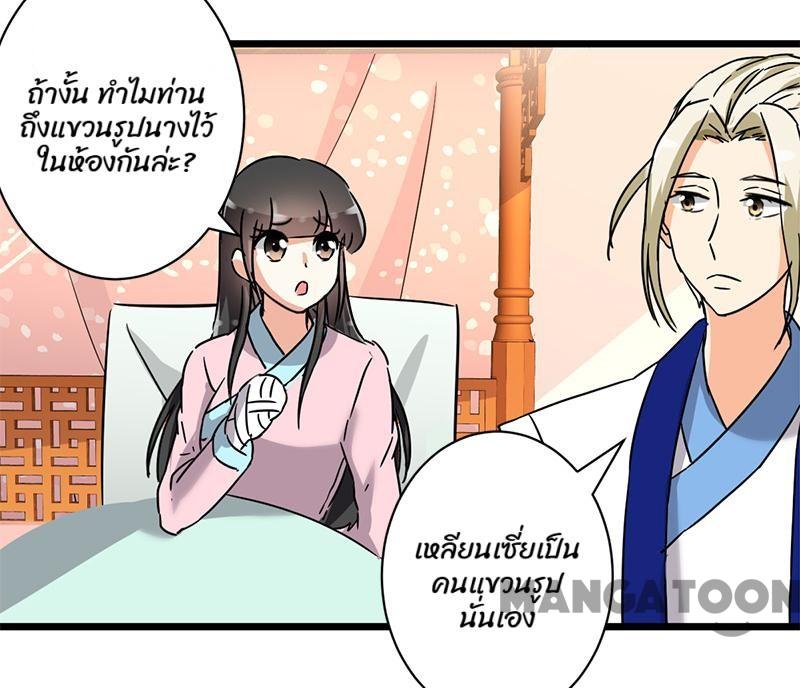 ถ้างั้น ทำไมท่าน
ถึงแขวนรูปนางไว้
ในห้องกันล่ะ?
เหลียนเซี่ยเป็น
คนแขวนรูป
นั่นเอง
MANGATOON